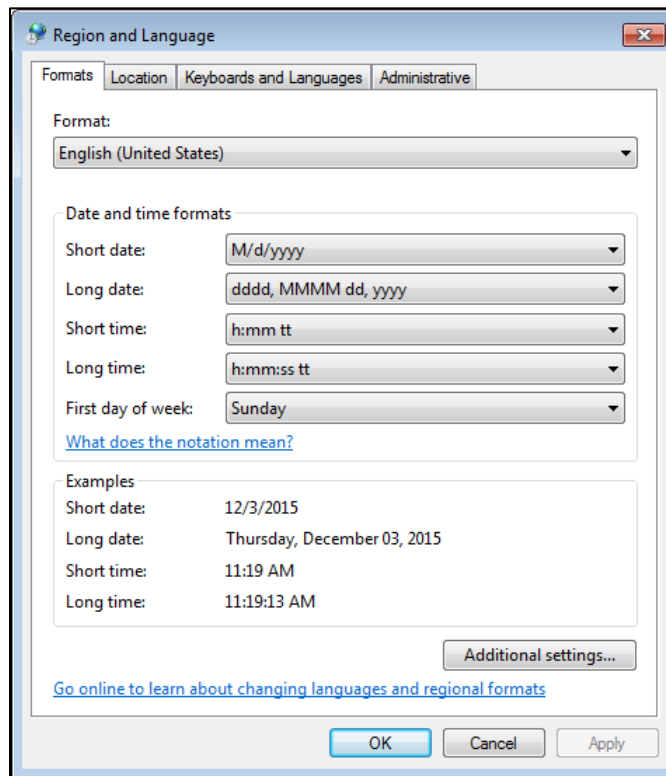 Region and Language
Formats Location Keyboards and Languages Administrative
Format:
English (United States)
Date and time formats
Short date: M/d/yyyy
Long date: dddd, MMMM dd, yyyy
Short time: h:mm tt
Long time: h:mm:ss tt
First day of week: Sunday
What does the notation mean?
Examples
Short date: 12/3/2015
Long date: Thursday, December 03, 2015
Short time: 11:19 AM
Long time: 11:19:13 AM
Additional settings...
Go online to learn about changing languages and regional formats
OK Cancel Apply